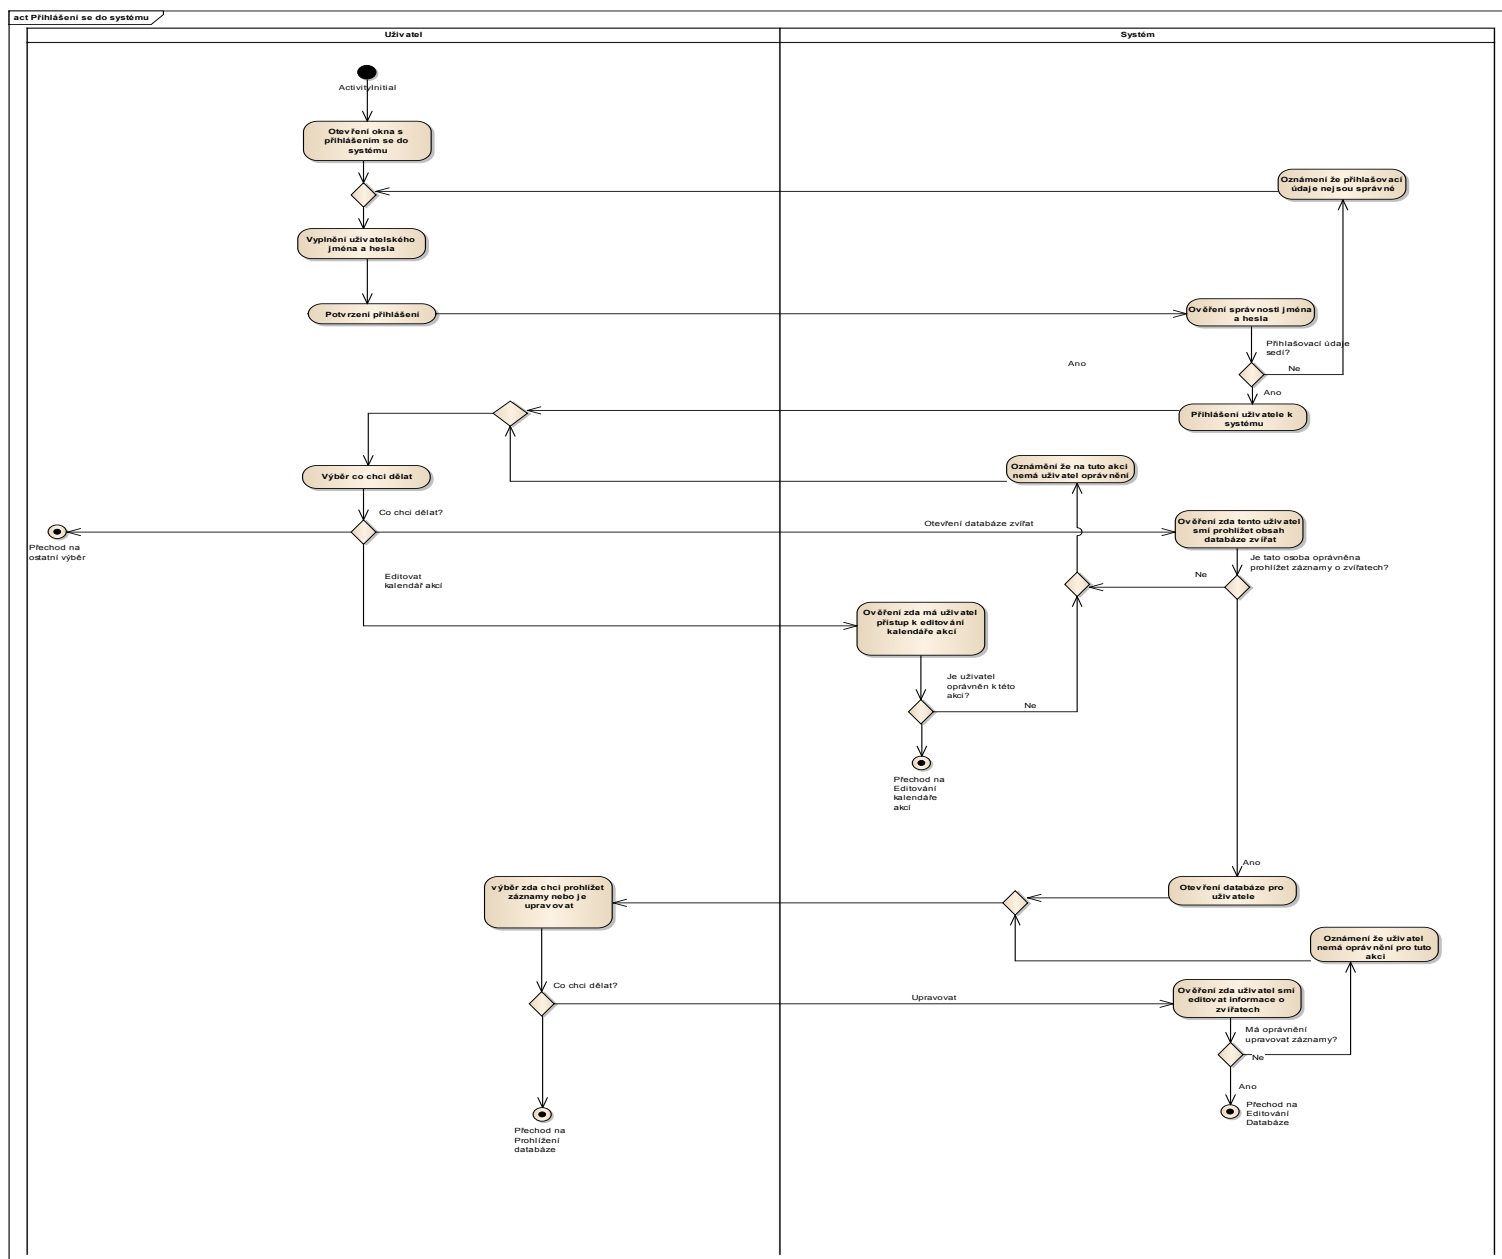 act Přihlášení se do systému
Uživatel
Systém
ActivityInitial
Otevření okna s
přihlášením se do
systému
Oznámení že přihlašovací
údaje nejsou správné
Vyplnění uživatelského
jména a hesla
Potvrzení přihlášení
Ověření správnosti jména
a hesla
Přihlašovací údaje
sedí?
Ne
Ano
Ano
Přihlášení uživatele k
systému
Výběr co chci dělat
Oznámění že na tuto akci
nemá uživatel oprávnění
Co chci dělat?
Otevření databáze zvířat
Ověření zda tento uživatel
smí prohlížet obsah
databáze zvířat
Přechod na
ostatní výběr
Je tato osoba oprávněna
prohlížet záznamy o zvířatech?
Ne
Editovat
kalendář akcí
Ověření zda má uživatel
přístup k editování
kalendáře akcí
Je uživatel
oprávněn k této
akci?
Ne
Přechod na
Editování
kalendáře
akcí
Ano
výběr zda chci prohlížet
záznamy nebo je
upravovat
Otevření databáze pro
uživatele
Oznámení že uživatel
nemá oprávnění pro tuto
akci
Co chci dělat?
Upravovat
Ověření zda uživatel smí
editovat informace o
zvířatech
Má oprávnění
upravovat záznamy?
Ne
Ano
Přechod na
Editování
Databáze
Přechod na
Prohlížení
databáze